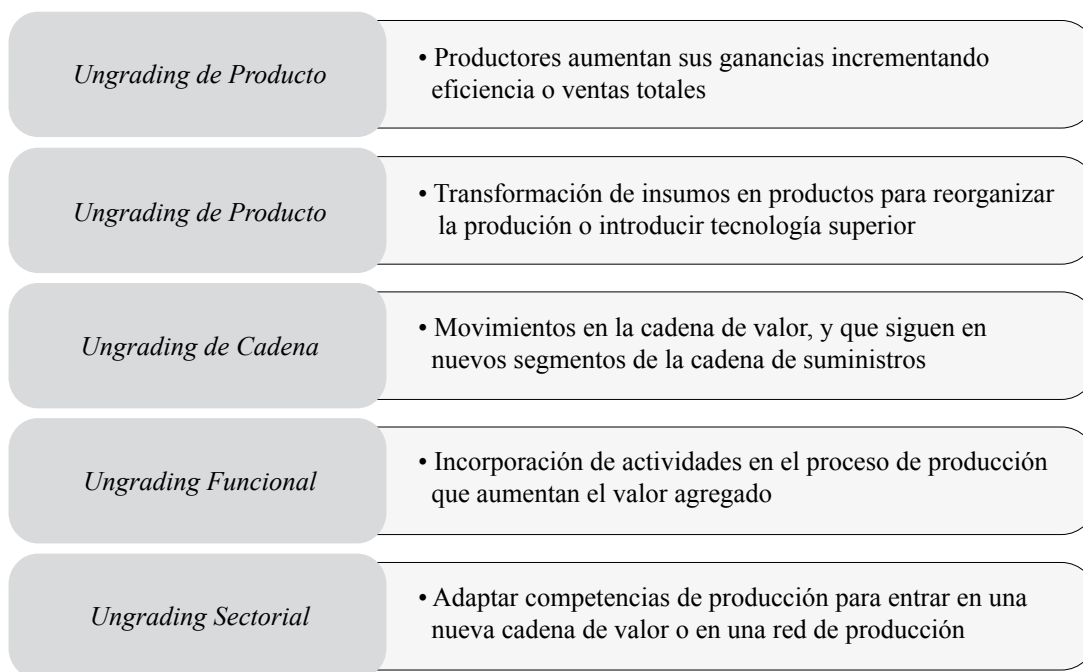 Ungrading de Producto
• Productores aumentan sus ganancias incrementando
eficiencia o ventas totales
Ungrading de Producto
• Transformación de insumos en productos para reorganizar
la produción o introducir tecnología superior
Ungrading de Cadena
• Movimientos en la cadena de valor, y que siguen en
nuevos segmentos de la cadena de suministros
Ungrading Funcional
• Incorporación de actividades en el proceso de producción
que aumentan el valor agregado
Ungrading Sectorial
• Adaptar competencias de producción para entrar en una
nueva cadena de valor o en una red de producción